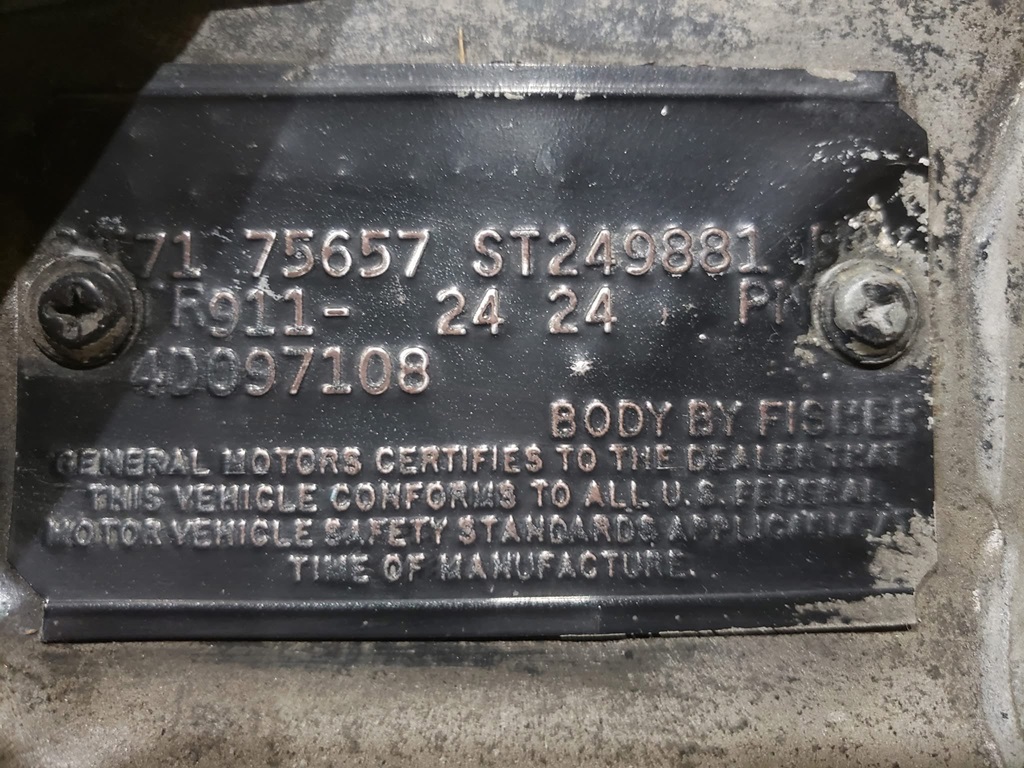 71 75657 ST249881
R911- 24 24 P
4D097108
BODY BY FISHER
GENERAL MOTORS CERTIFIES TO THE DEALER THAT
THIS VEHICLE CONFORMS TO ALL U.S. FEDERAL
MOTOR VEHICLE SAFETY STANDARDS APPLICABLE AT
TIME OF MANUFACTURE.